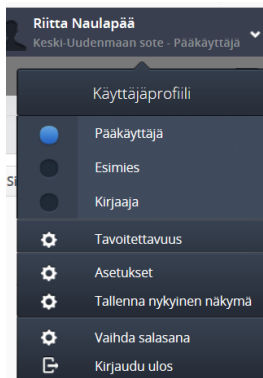 Riitta Naulapää
Keski-Uudenmaan sote - Pääkäyttäjä
Käyttäjäprofiili
Pääkäyttäjä
Esimies
Si
Kirjaaja
Tavoitettavuus
Asetukset
Tallenna nykyinen näkymä
Vaihda salasana
Kirjaudu ulos